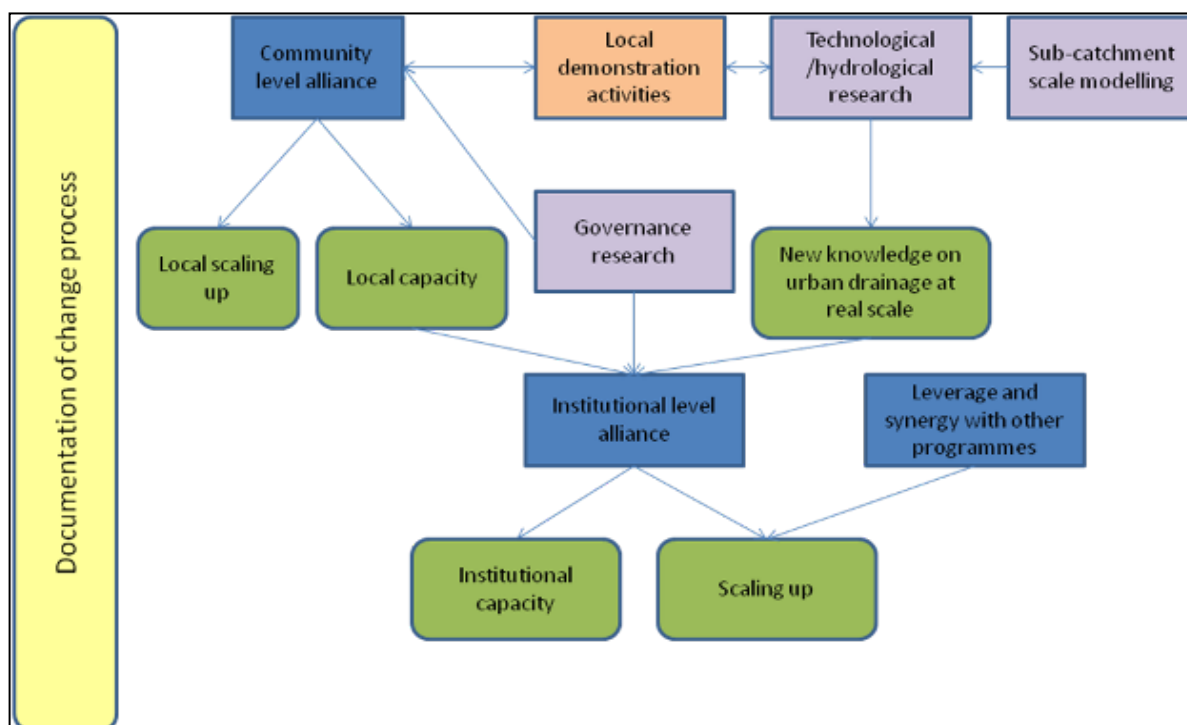 Documentation of change process
Community
level alliance
Local
demonstration
activities
Technological
/hydrological
research
Sub-catchment
scale modelling
Local scaling
up
Local capacity
Governance
research
New knowledge on
urban drainage at
real scale
Institutional level
alliance
Leverage and
synergy with other
programmes
Institutional
capacity
Scaling up